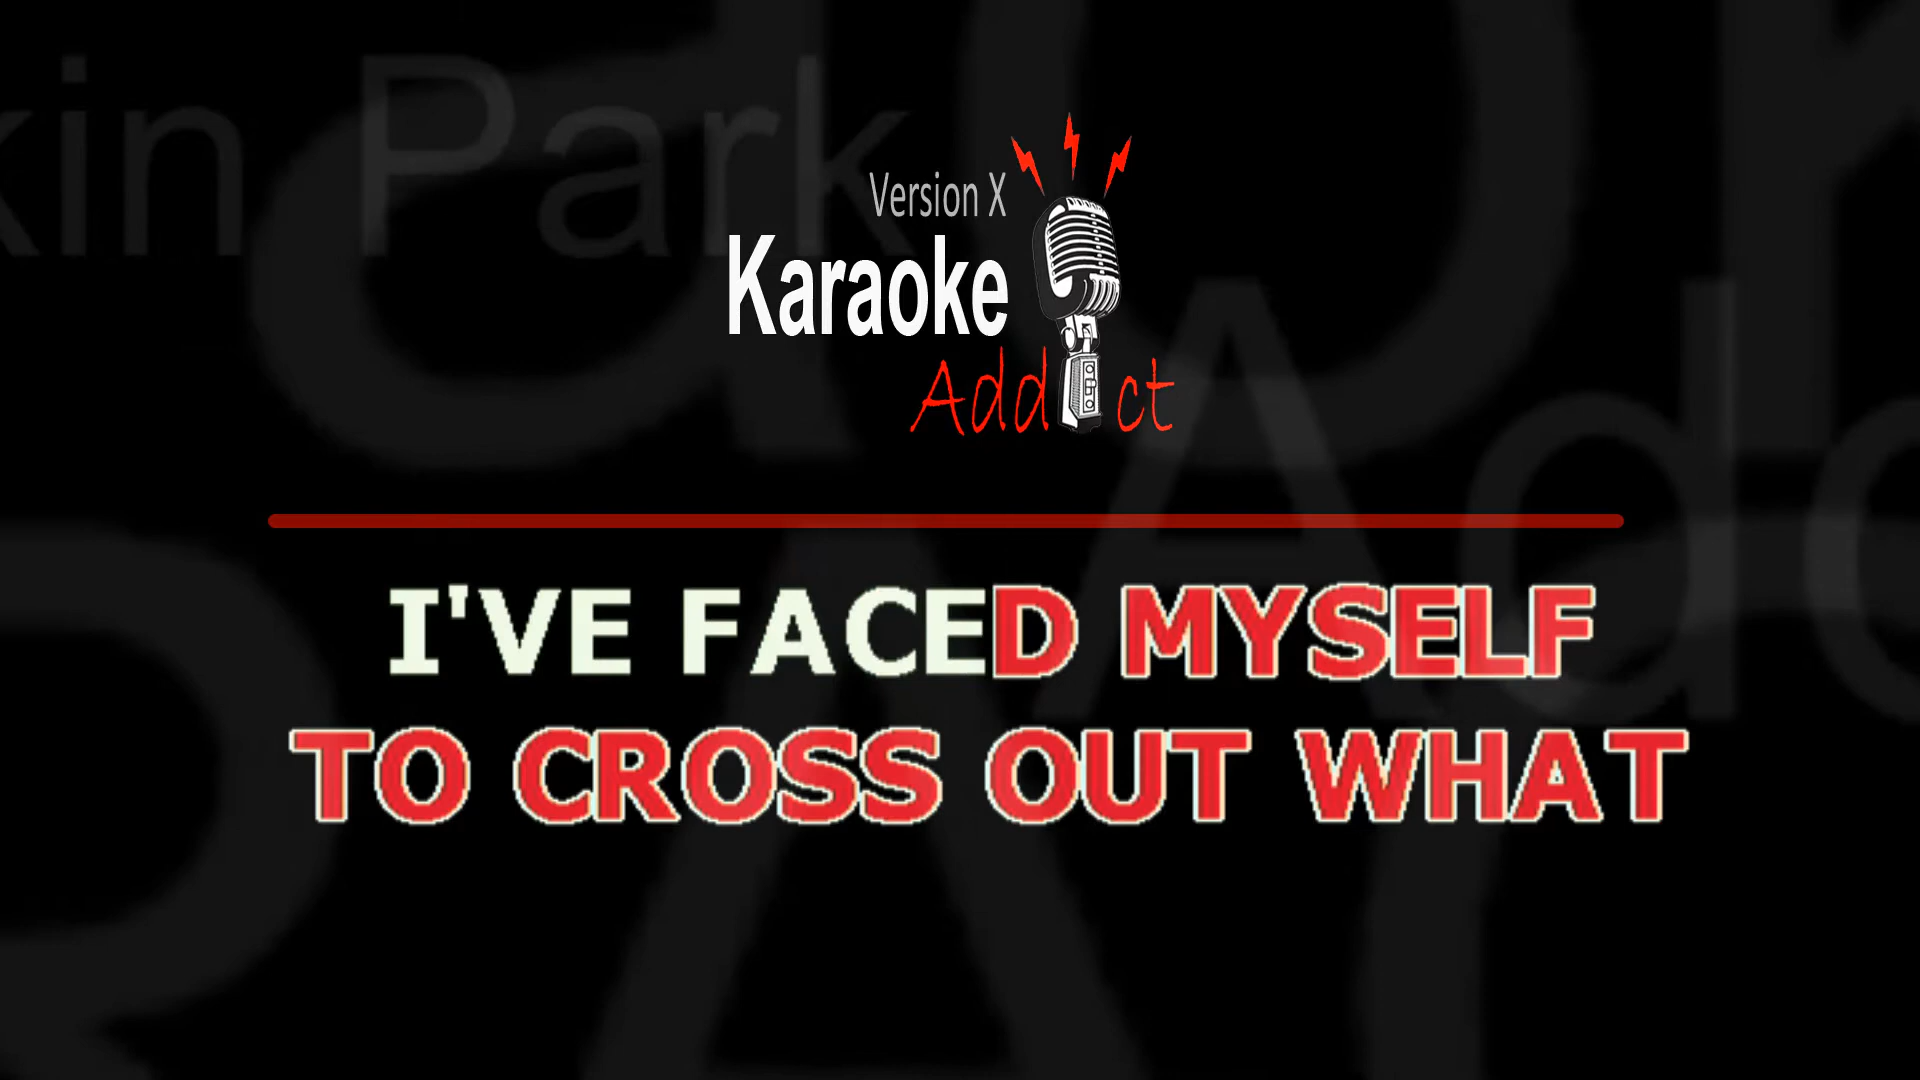 kin Park
Version X
Karaoke
Addict
I'VE FACED MYSELF
TO CROSS OUT WHAT